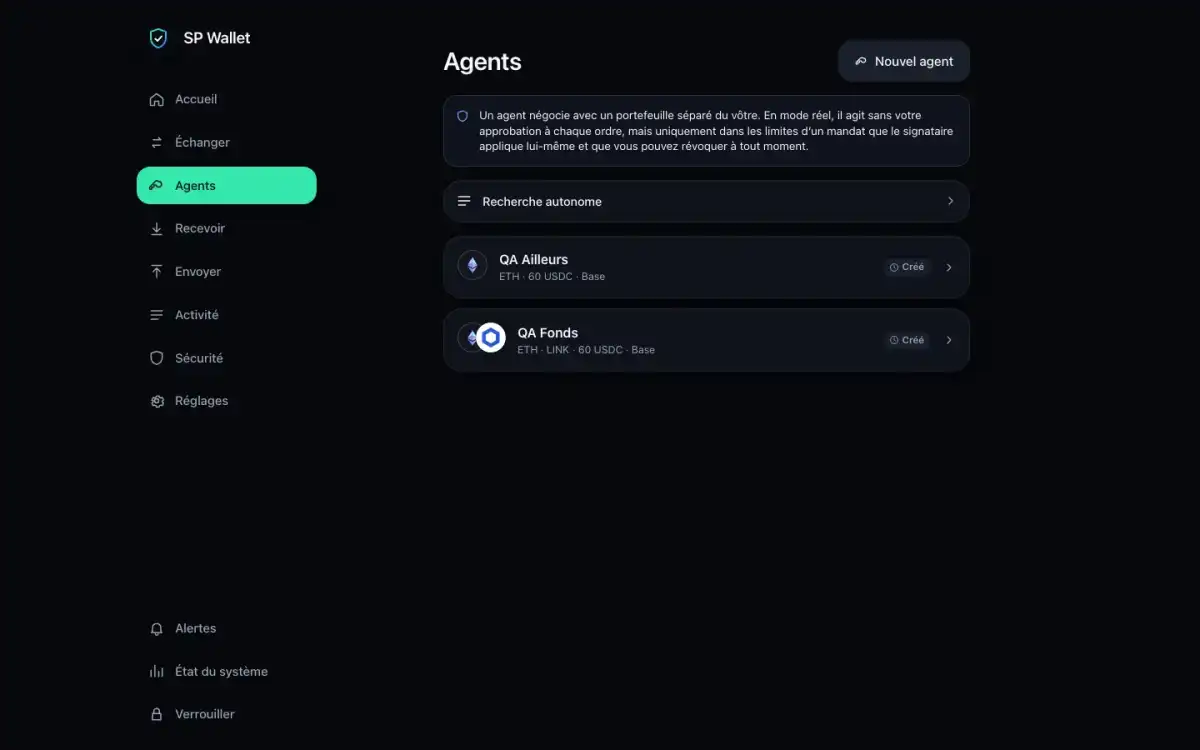 SP Wallet
Accueil
Échanger
Agents
Recevoir
Envoyer
Activité
Sécurité
Réglages
Alertes
État du système
Verrouiller
Agents
Nouvel agent
Un agent négocie avec un portefeuille séparé du vôtre. En mode réel, il agit sans votre
approbation à chaque ordre, mais uniquement dans les limites d'un mandat que le signataire
applique lui-même et que vous pouvez révoquer à tout moment.
Recherche autonome
QA Ailleurs
ETH · 60 USDC · Base
Créé
QA Fonds
ETH · LINK · 60 USDC · Base
Créé